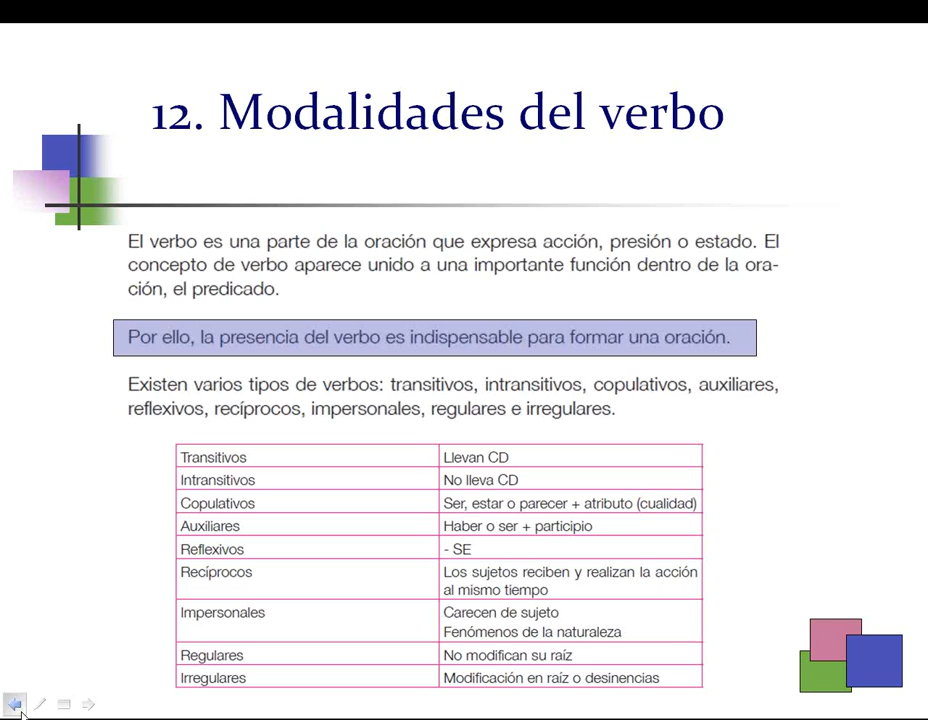 12. Modalidades del verbo
El verbo es una parte de la oración que expresa acción, presión o estado. El
concepto de verbo aparece unido a una importante función dentro de la ora-
ción, el predicado.
Por ello, la presencia del verbo es indispensable para formar una oración.
Existen varios tipos de verbos: transitivos, intransitivos, copulativos, auxiliares,
reflexivos, recíprocos, impersonales, regulares e irregulares.
Transitivos Llevan CD
Intransitivos No lleva CD
Copulativos Ser, estar o parecer + atributo (cualidad)
Auxiliares Haber o ser + participio
Reflexivos - SE
Recíprocos Los sujetos reciben y realizan la acción
al mismo tiempo
Impersonales Carecen de sujeto
Fenómenos de la naturaleza
Regulares No modifican su raíz
Irregulares Modificación en raíz o desinencias